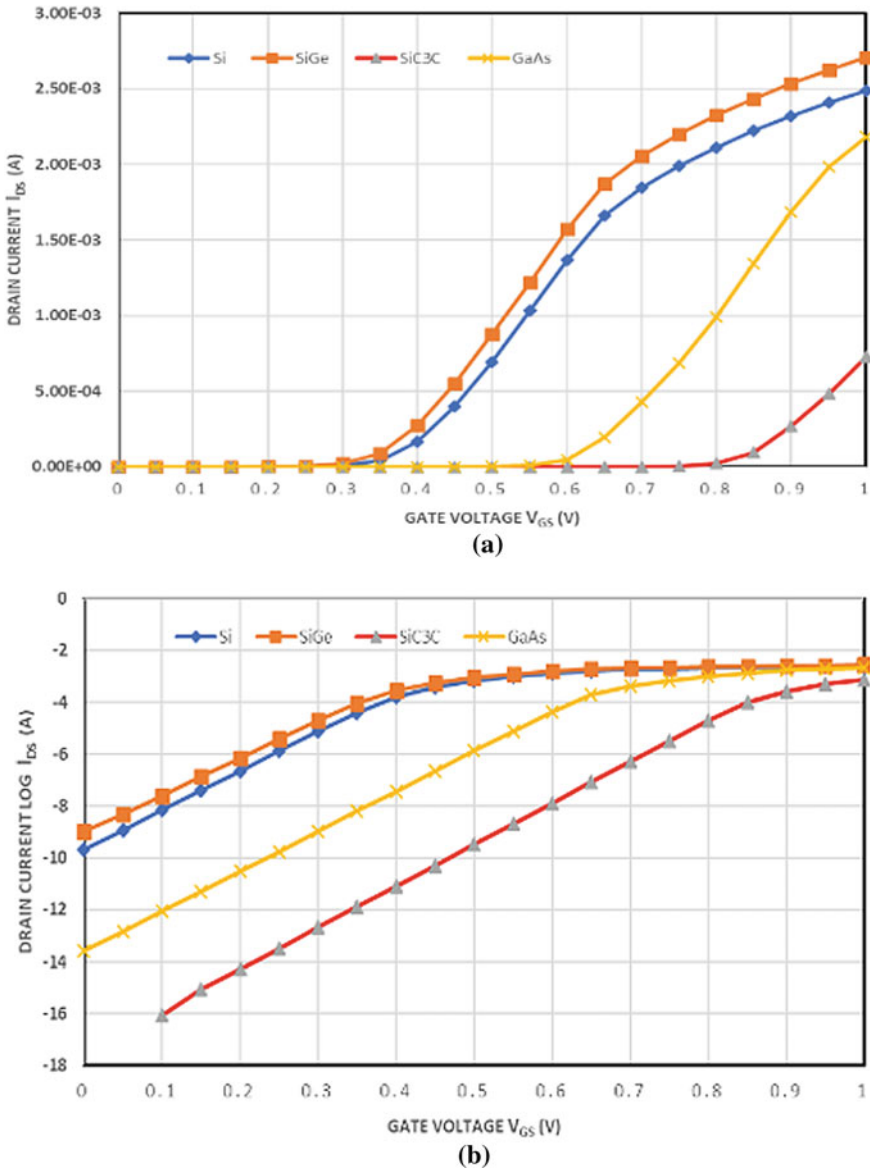 3.00E-03
Si SiGe SiC3C GaAs
2.50E-03
2.00E-03
1.50E-03
1.00E-03
5.00E-04
0.00E+00
DRAIN CURRENT I_DS (A)
0 0.1 0.2 0.3 0.4 0.5 0.6 0.7 0.8 0.9 1
GATE VOLTAGE V_GS (V)
(a)
0
Si SiGe SiC3C GaAs
-2
-4
-6
-8
-10
-12
-14
-16
-18
DRAIN CURRENT LOG I_DS (A)
0 0.1 0.2 0.3 0.4 0.5 0.6 0.7 0.8 0.9 1
GATE VOLTAGE V_GS (V)
(b)